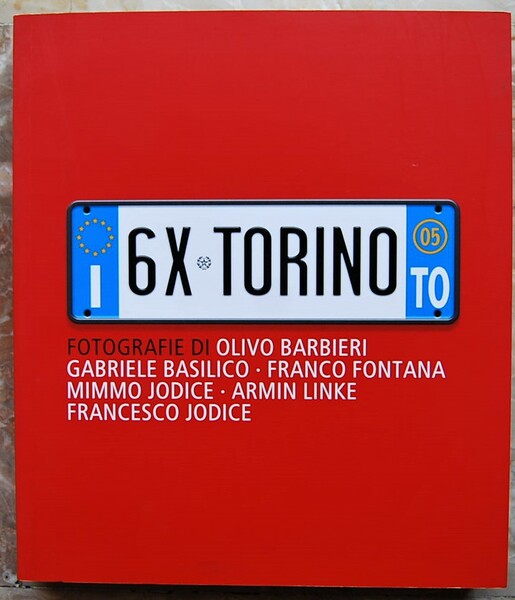 I 6X TORINO 05 TO
FOTOGRAFIE DI OLIVO BARBIERI
GABRIELE BASILICO · FRANCO FONTANA
MIMMO JODICE · ARMIN LINKE
FRANCESCO JODICE